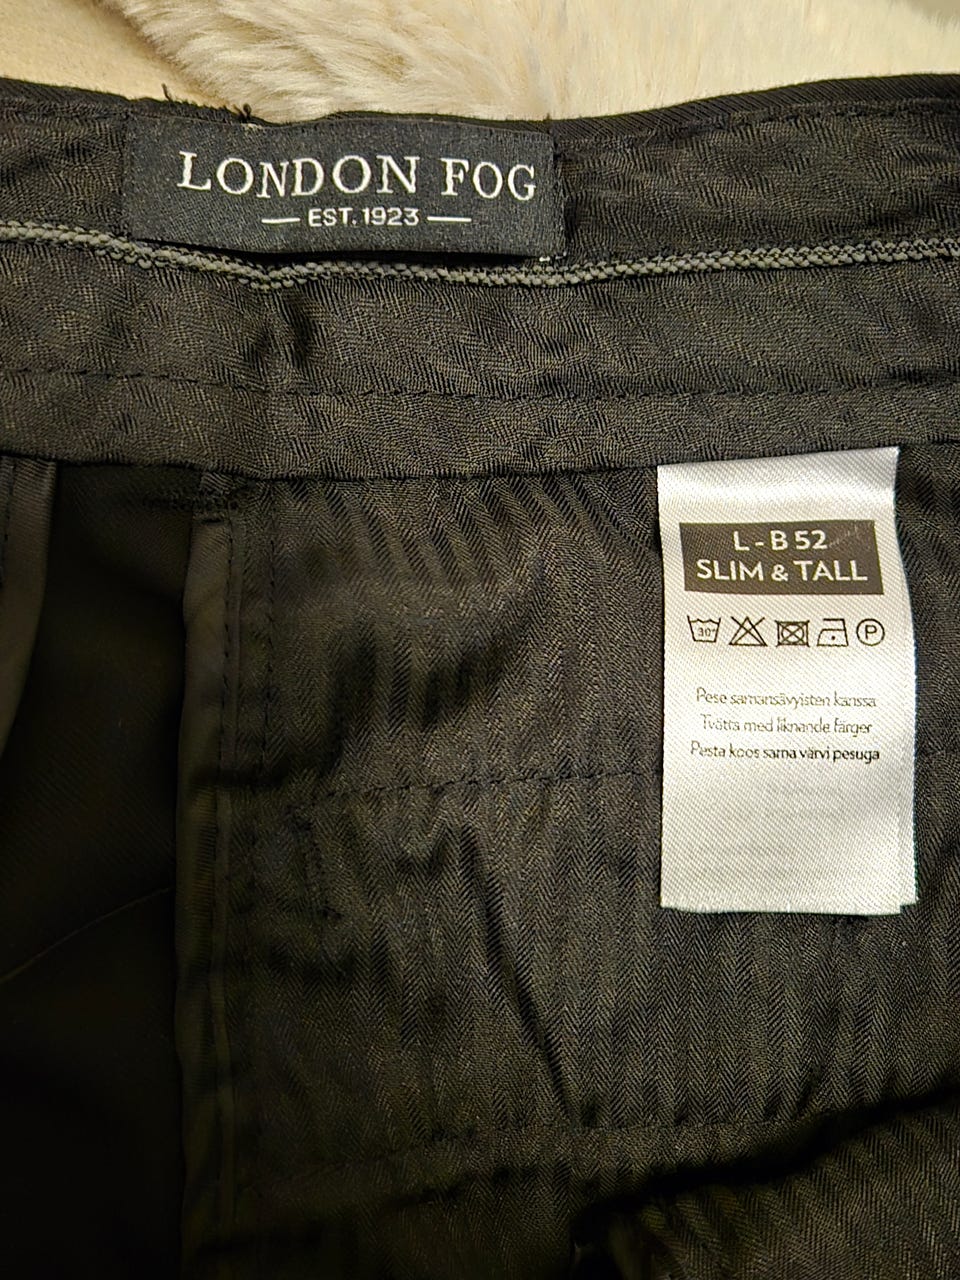 LONDON FOG
EST. 1923
L-B 52
SLIM & TALL
30°
P
Pese samansävyisten kanssa
Tvätta med liknande färger
Pesta koos sama värvi pesuga